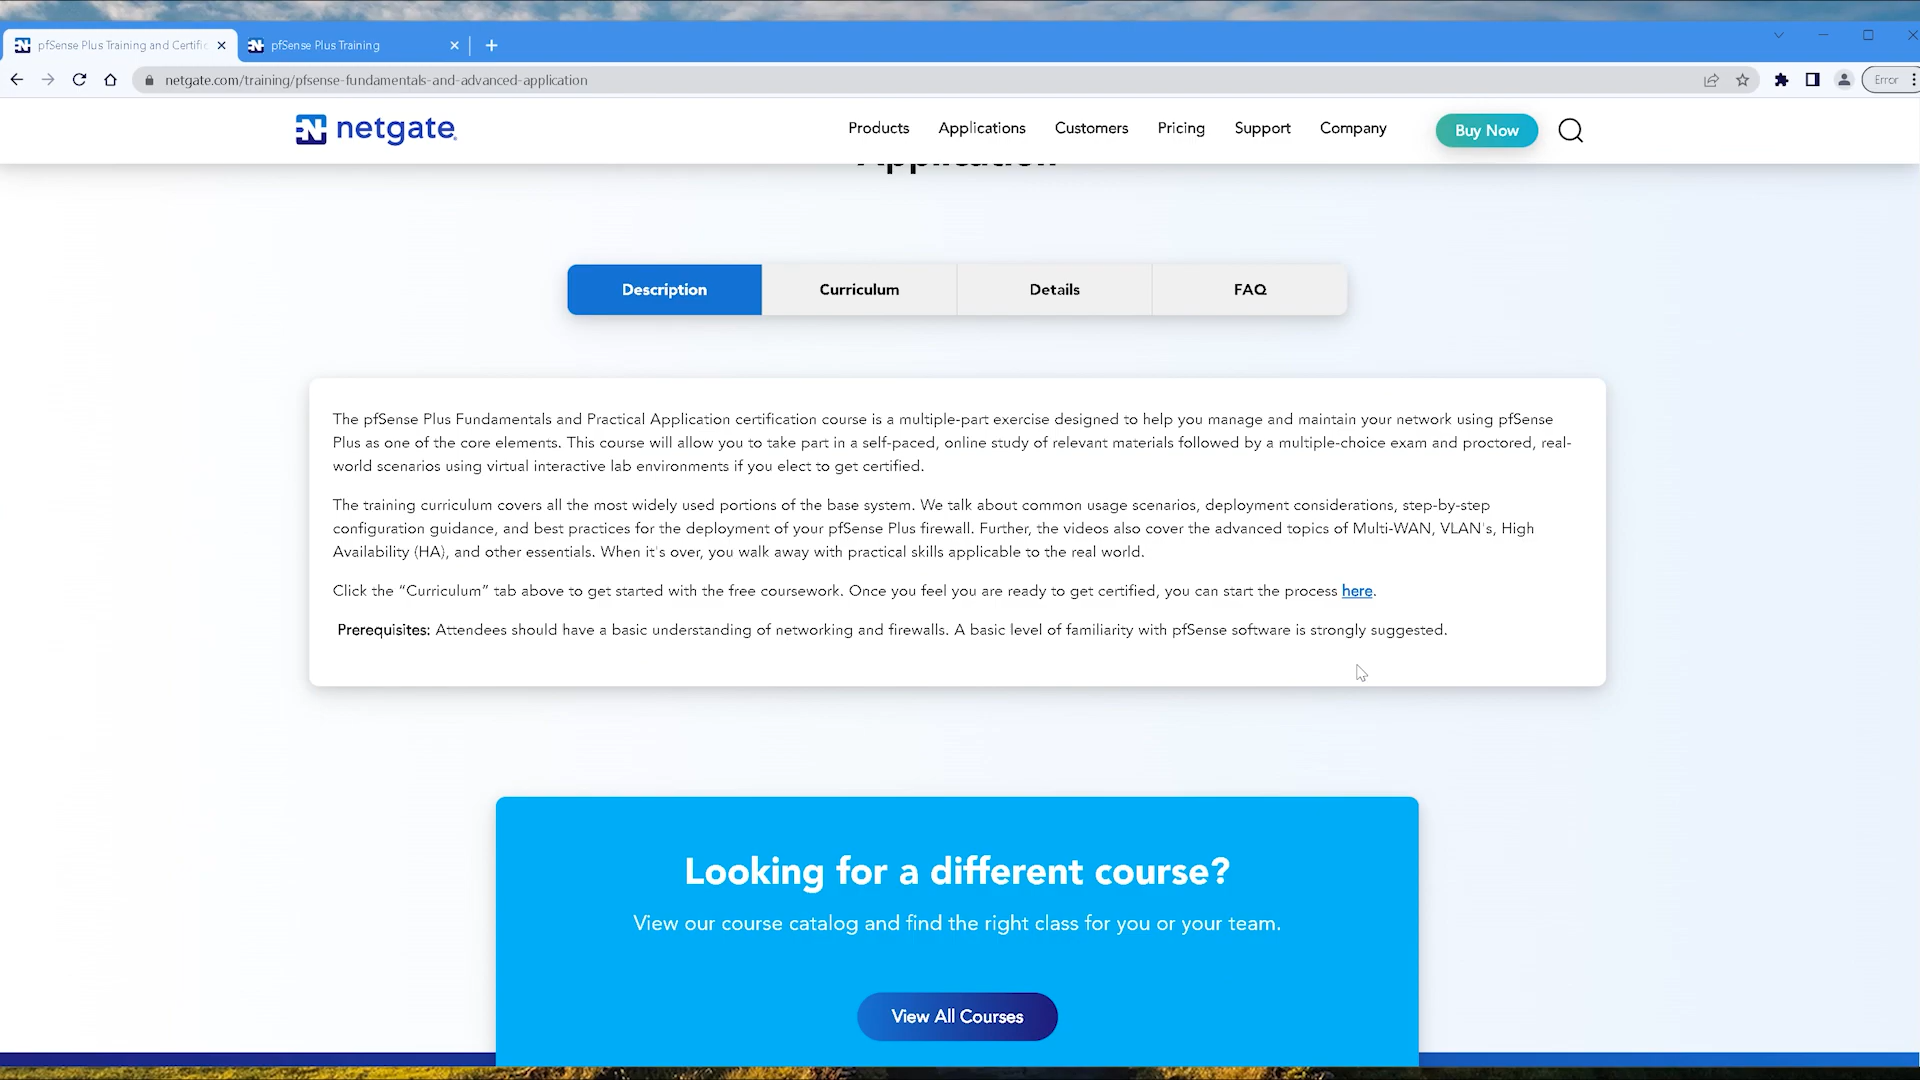 pfSense Plus Training and Certific
pfSense Plus Training
netgate.com/training/pfsense-fundamentals-and-advanced-application
Error
netgate
Products
Applications
Customers
Pricing
Support
Company
Buy Now
Application
Description
Curriculum
Details
FAQ
The pfSense Plus Fundamentals and Practical Application certification course is a multiple-part exercise designed to help you manage and maintain your network using pfSense
Plus as one of the core elements. This course will allow you to take part in a self-paced, online study of relevant materials followed by a multiple-choice exam and proctored, real-
world scenarios using virtual interactive lab environments if you elect to get certified.
The training curriculum covers all the most widely used portions of the base system. We talk about common usage scenarios, deployment considerations, step-by-step
configuration guidance, and best practices for the deployment of your pfSense Plus firewall. Further, the videos also cover the advanced topics of Multi-WAN, VLAN's, High
Availability (HA), and other essentials. When it's over, you walk away with practical skills applicable to the real world.
Click the “Curriculum” tab above to get started with the free coursework. Once you feel you are ready to get certified, you can start the process here.
Prerequisites: Attendees should have a basic understanding of networking and firewalls. A basic level of familiarity with pfSense software is strongly suggested.
Looking for a different course?
View our course catalog and find the right class for you or your team.
View All Courses